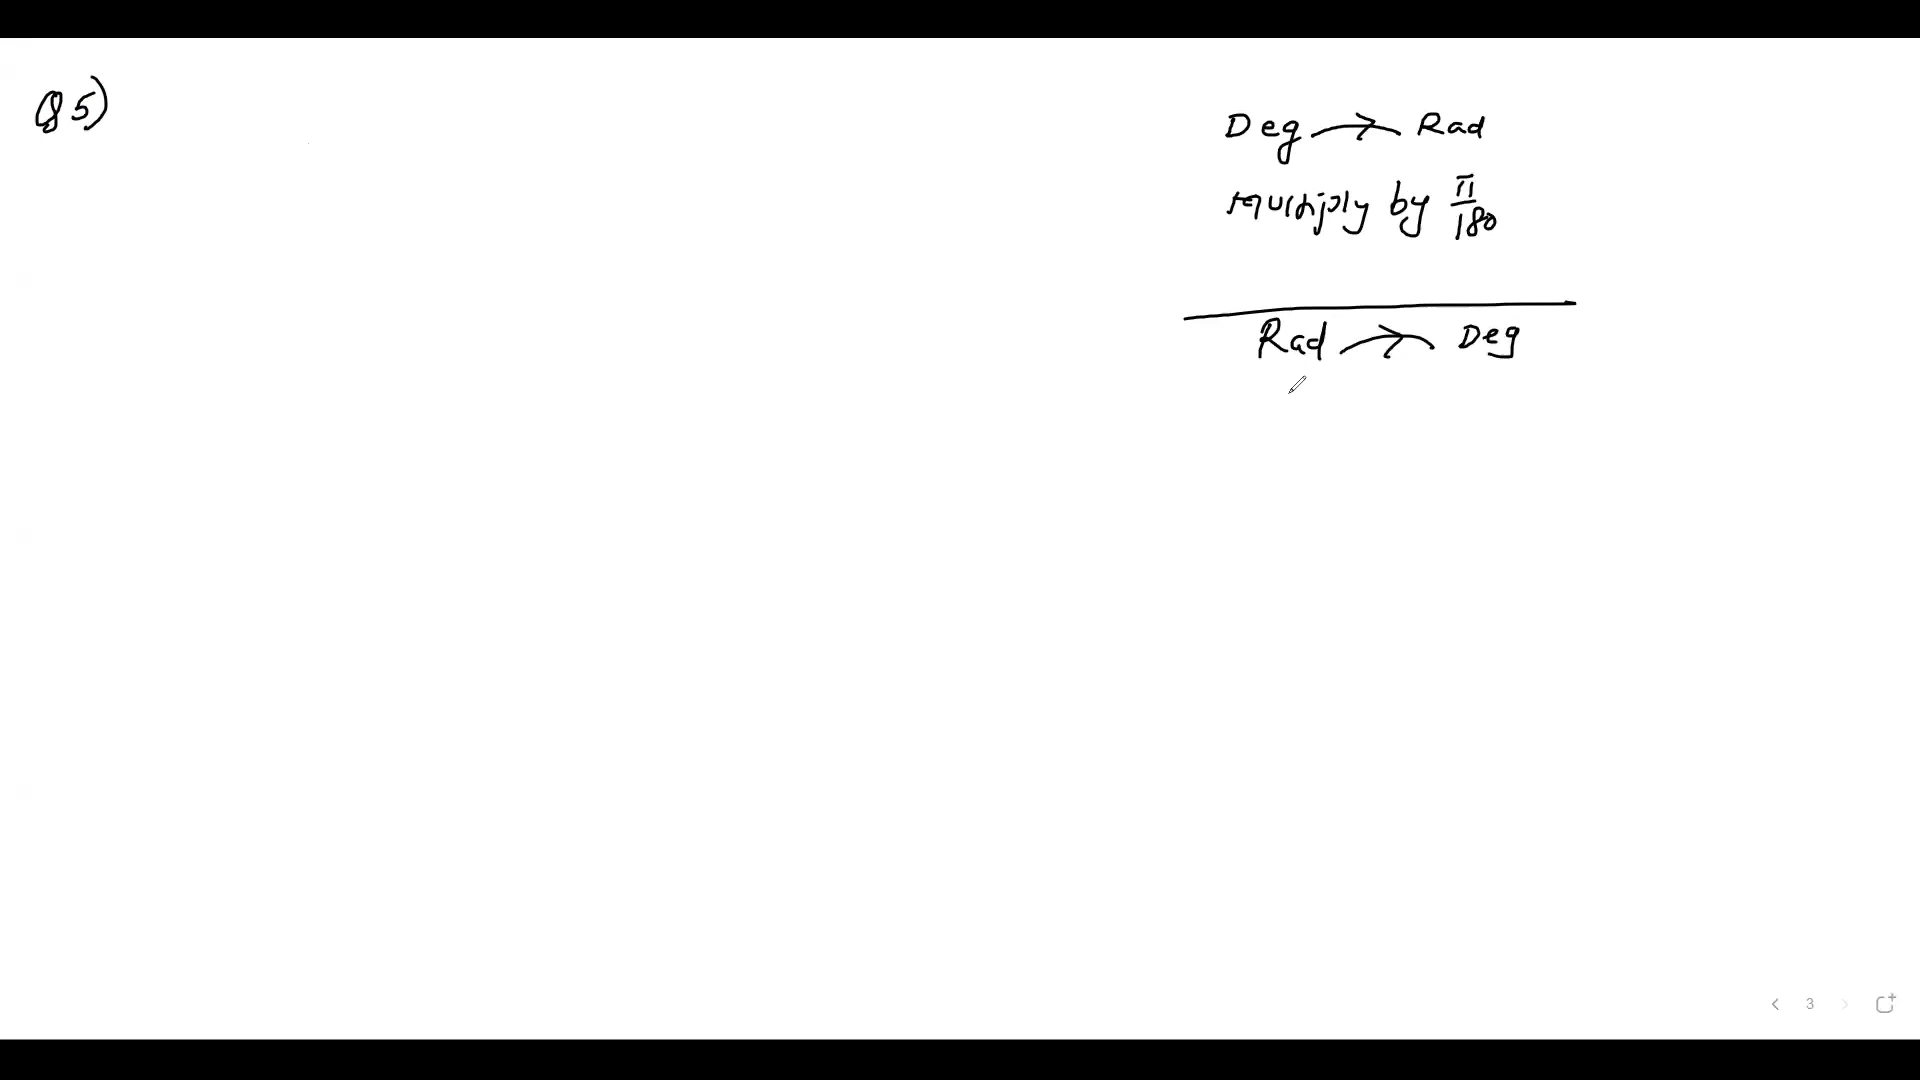 Q5)
Deg → Rad
Multiply by π/180
Rad → Deg
3